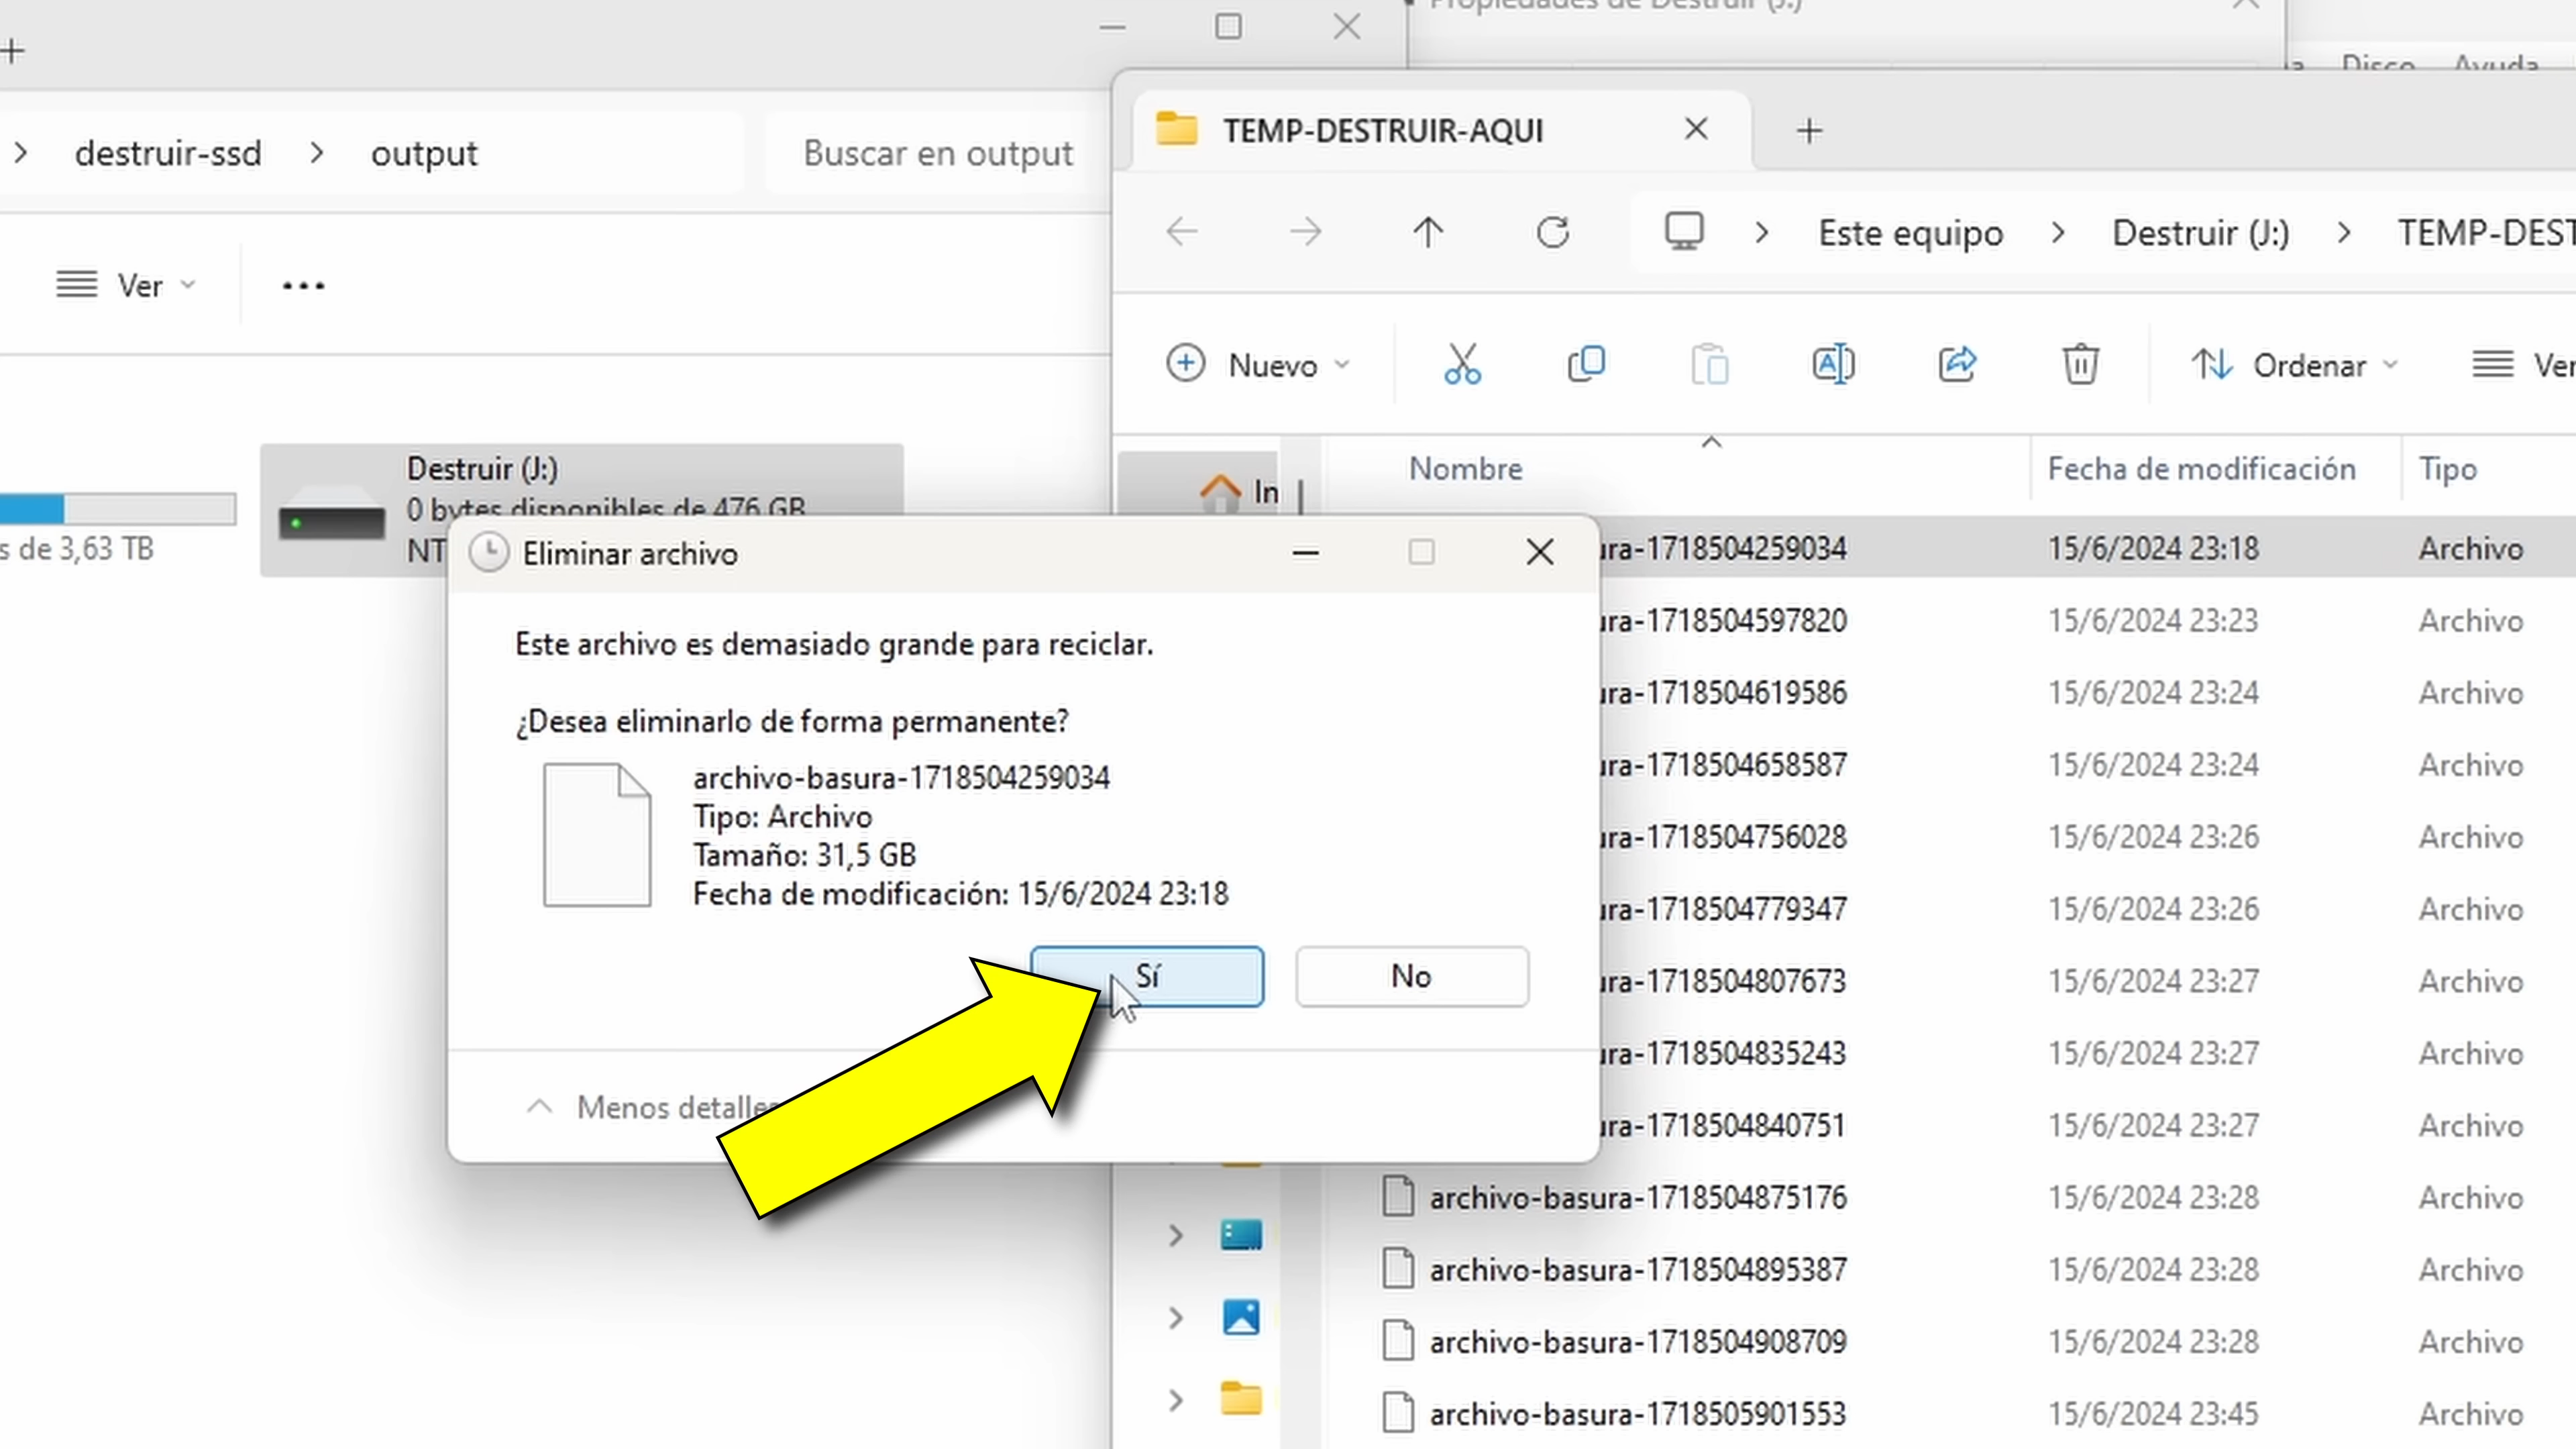 Propiedades de Destruir (J:)
Disco Ayuda
destruir-ssd > output
Buscar en output
Ver
TEMP-DESTRUIR-AQUI
Este equipo > Destruir (J:) > TEMP-DEST
Nuevo
Ordenar
Ver
Destruir (J:)
0 bytes disponibles de 476 GB
NT
s de 3,63 TB
In
Nombre Fecha de modificación Tipo
ura-1718504259034 15/6/2024 23:18 Archivo
ura-1718504597820 15/6/2024 23:23 Archivo
ura-1718504619586 15/6/2024 23:24 Archivo
ura-1718504658587 15/6/2024 23:24 Archivo
ura-1718504756028 15/6/2024 23:26 Archivo
ura-1718504779347 15/6/2024 23:26 Archivo
ura-1718504807673 15/6/2024 23:27 Archivo
ura-1718504835243 15/6/2024 23:27 Archivo
ura-1718504840751 15/6/2024 23:27 Archivo
archivo-basura-1718504875176 15/6/2024 23:28 Archivo
archivo-basura-1718504895387 15/6/2024 23:28 Archivo
archivo-basura-1718504908709 15/6/2024 23:28 Archivo
archivo-basura-1718505901553 15/6/2024 23:45 Archivo
Eliminar archivo
Este archivo es demasiado grande para reciclar.
¿Desea eliminarlo de forma permanente?
archivo-basura-1718504259034
Tipo: Archivo
Tamaño: 31,5 GB
Fecha de modificación: 15/6/2024 23:18
Sí No
Menos detalles